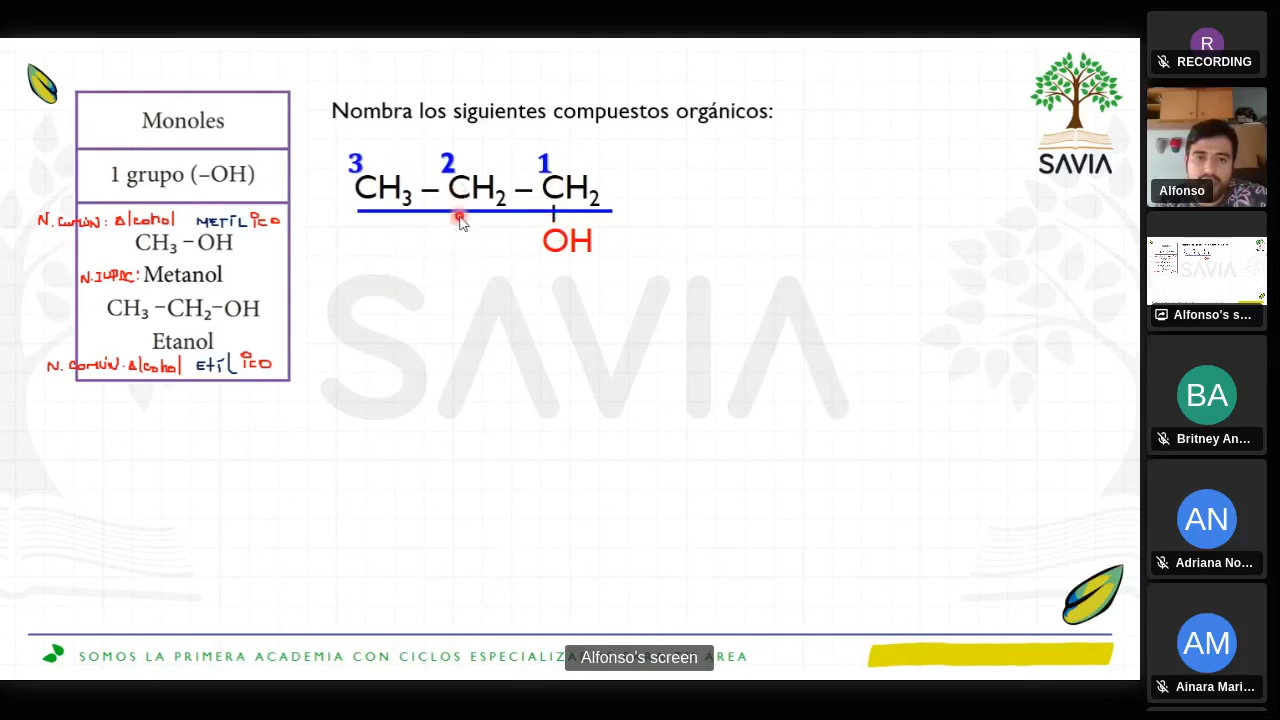 Monoles
1 grupo (–OH)
N. Común: Alcohol METÍLICO
CH₃ – OH
N. IUPAC: Metanol
CH₃ –CH₂–OH
Etanol
N. Común. Alcohol EtíLICO
Nombra los siguientes compuestos orgánicos:
3 2 1
CH₃ – CH₂ – CH₂
OH
SAVIA
SAVIA
SOMOS LA PRIMERA ACADEMIA CON CICLOS ESPECIALIZA
AREA
Alfonso's screen
R
RECORDING
Alfonso
Alfonso's s...
BA
Britney An...
AN
Adriana No...
AM
Ainara Mari...